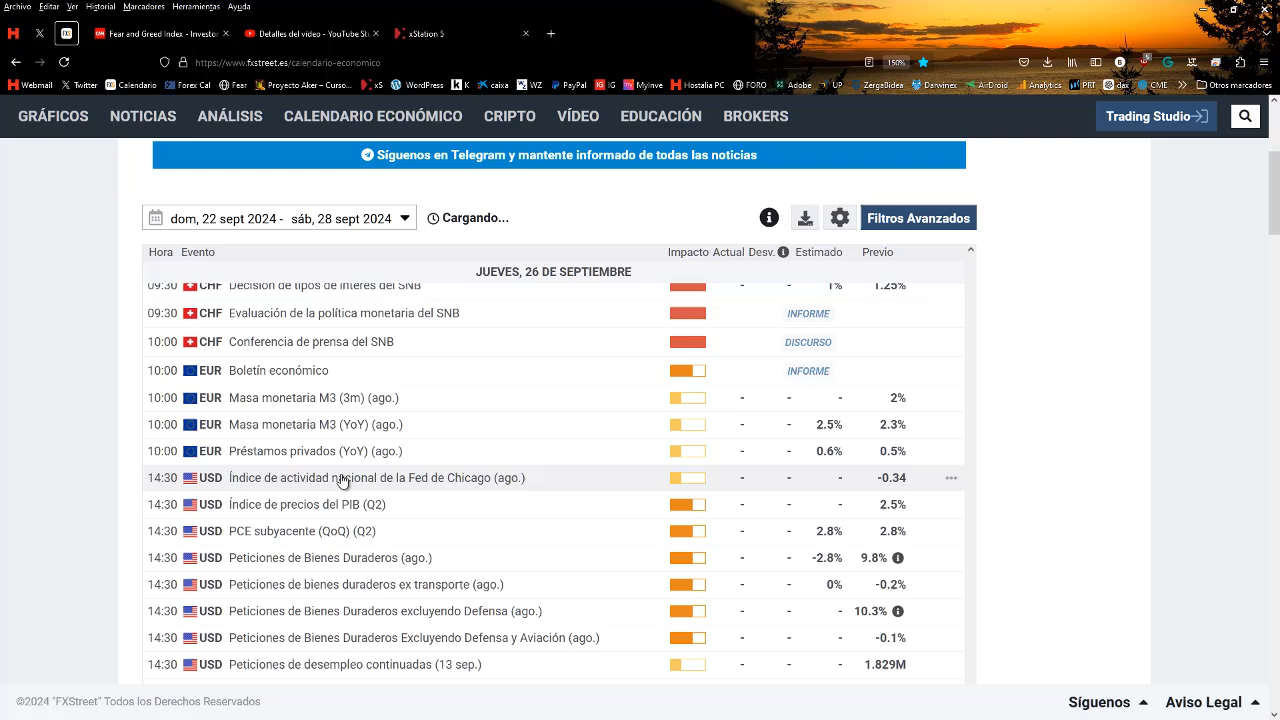 Archivo Editar Ver Historial Marcadores Herramientas Ayuda
FXS Fear and Greed Index - Investor Detalles del vídeo - YouTube St xStation 5
https://www.fxstreet.es/calendario-economico 150%
Webmail Twitter Calendario Forex Cal Fear Proyecto Aker – Curso... xS WordPress K caixa WZ PayPal IG MyInve Hostalia PC FORO Adobe UP ZergaBidea Darwinex AirDroid Analytics PRT dax CME Otros marcadores
GRÁFICOS NOTICIAS ANÁLISIS CALENDARIO ECONÓMICO CRIPTO VÍDEO EDUCACIÓN BROKERS Trading Studio
Síguenos en Telegram y mantente informado de todas las noticias
dom, 22 sept 2024 - sáb, 28 sept 2024 Cargando... Filtros Avanzados
Hora Evento Impacto Actual Desv. Estimado Previo
JUEVES, 26 DE SEPTIEMBRE
09:30 CHF Decisión de tipos de interés del SNB - - 1% 1.25%
09:30 CHF Evaluación de la política monetaria del SNB INFORME
10:00 CHF Conferencia de prensa del SNB DISCURSO
10:00 EUR Boletín económico INFORME
10:00 EUR Masa monetaria M3 (3m) (ago.) - - - 2%
10:00 EUR Masa monetaria M3 (YoY) (ago.) - - 2.5% 2.3%
10:00 EUR Préstamos privados (YoY) (ago.) - - 0.6% 0.5%
14:30 USD Índice de actividad nacional de la Fed de Chicago (ago.) - - - -0.34
14:30 USD Índice de precios del PIB (Q2) - - - 2.5%
14:30 USD PCE subyacente (QoQ) (Q2) - - 2.8% 2.8%
14:30 USD Peticiones de Bienes Duraderos (ago.) - - -2.8% 9.8%
14:30 USD Peticiones de bienes duraderos ex transporte (ago.) - - 0% -0.2%
14:30 USD Peticiones de Bienes Duraderos excluyendo Defensa (ago.) - - - 10.3%
14:30 USD Peticiones de Bienes Duraderos Excluyendo Defensa y Aviación (ago.) - - - -0.1%
14:30 USD Peticiones de desempleo continuadas (13 sep.) - - - 1.829M
©2024 "FXStreet" Todos los Derechos Reservados Síguenos Aviso Legal